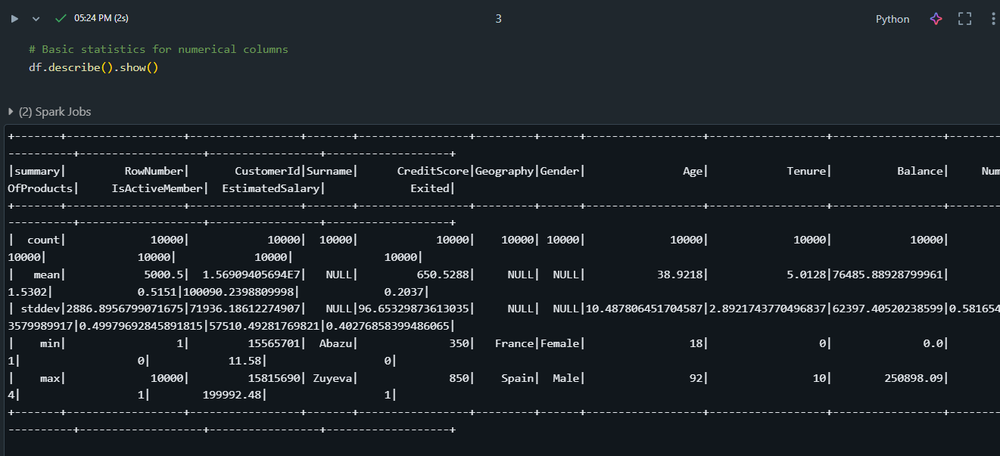 05:24 PM (2s)
3
Python
# Basic statistics for numerical columns
df.describe().show()
(2) Spark Jobs
+-------+------------------+-----------------+-------+-----------------+---------+------+------------------+------------------+-----------------+--------
----------+-------------------+-----------------+-------------------+
|summary|         RowNumber|       CustomerId|Surname|      CreditScore|Geography|Gender|               Age|            Tenure|          Balance|     Num
OfProducts|     IsActiveMember|  EstimatedSalary|             Exited|
+-------+------------------+-----------------+-------+-----------------+---------+------+------------------+------------------+-----------------+--------
----------+-------------------+-----------------+-------------------+
|  count|             10000|            10000|  10000|            10000|    10000| 10000|             10000|             10000|            10000|
10000|              10000|            10000|              10000|
|   mean|            5000.5|  1.56909405694E7|   NULL|         650.5288|     NULL|  NULL|           38.9218|            5.0128|76485.88928799961|
1.5302|             0.5151|100090.2398809998|             0.2037|
| stddev|2886.8956799071675|71936.18612274907|   NULL|96.65329873613035|     NULL|  NULL|10.487806451704587|2.8921743770496837|62397.40520238599|0.581654
3579989917|0.49979692845891815|57510.49281769821|0.40276858399486065|
|    min|                 1|         15565701|  Abazu|              350|   France|Female|                18|                 0|              0.0|
1|                  0|            11.58|                  0|
|    max|             10000|         15815690| Zuyeva|              850|    Spain|  Male|                92|                10|        250898.09|
4|                  1|        199992.48|                  1|
+-------+------------------+-----------------+-------+-----------------+---------+------+------------------+------------------+-----------------+--------
----------+-------------------+-----------------+-------------------+